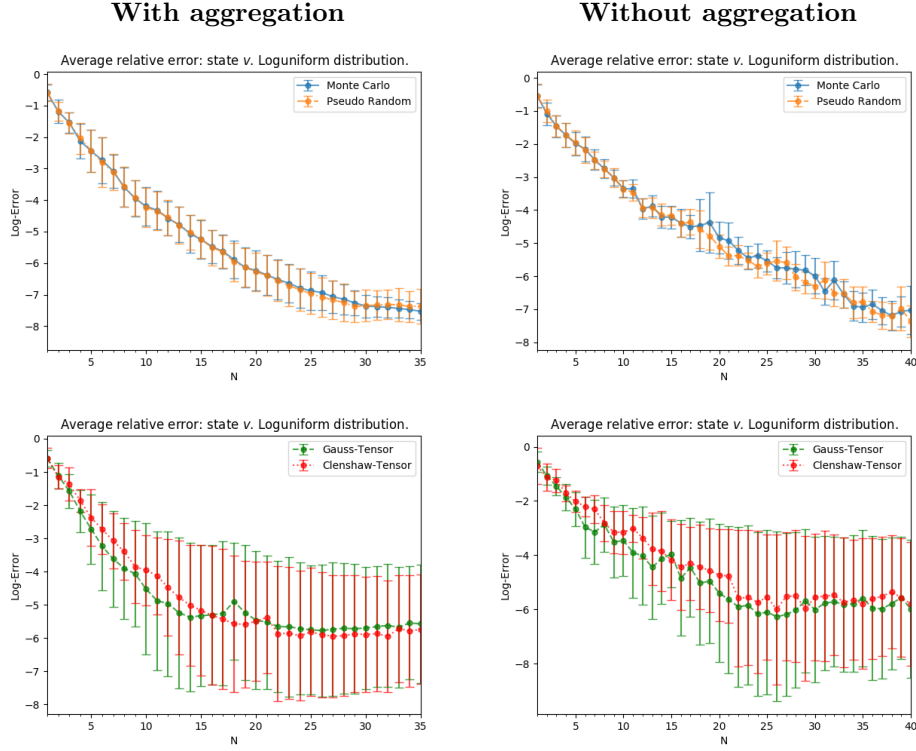 With aggregation
Without aggregation
Average relative error: state v. Loguniform distribution.
0
-1
-2
-3
-4
-5
-6
-7
-8
Log-Error
5
10
15
20
25
30
35
N
Monte Carlo
Pseudo Random
Average relative error: state v. Loguniform distribution.
0
-1
-2
-3
-4
-5
-6
-7
-8
Log-Error
5
10
15
20
25
30
35
40
N
Monte Carlo
Pseudo Random
Average relative error: state v. Loguniform distribution.
0
-1
-2
-3
-4
-5
-6
-7
-8
Log-Error
5
10
15
20
25
30
35
N
Gauss-Tensor
Clenshaw-Tensor
Average relative error: state v. Loguniform distribution.
0
-2
-4
-6
-8
Log-Error
5
10
15
20
25
30
35
40
N
Gauss-Tensor
Clenshaw-Tensor